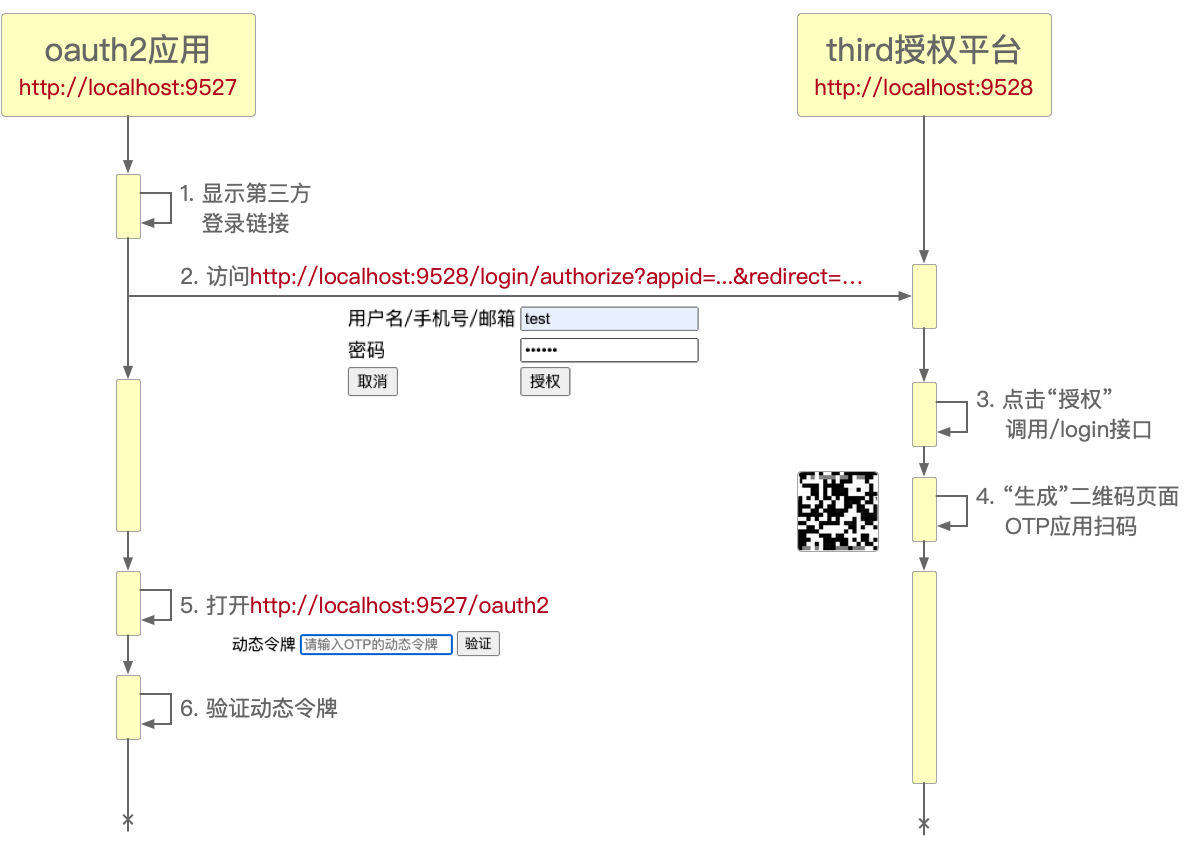 oauth2应用
http://localhost:9527
third授权平台
http://localhost:9528
1. 显示第三方
登录链接
2. 访问http://localhost:9528/login/authorize?appid=...&redirect=...
用户名/手机号/邮箱 test
密码 ••••••
取消 授权
3. 点击“授权”
调用/login接口
4. “生成”二维码页面
OTP应用扫码
5. 打开http://localhost:9527/oauth2
动态令牌 请输入OTP的动态令牌 验证
6. 验证动态令牌